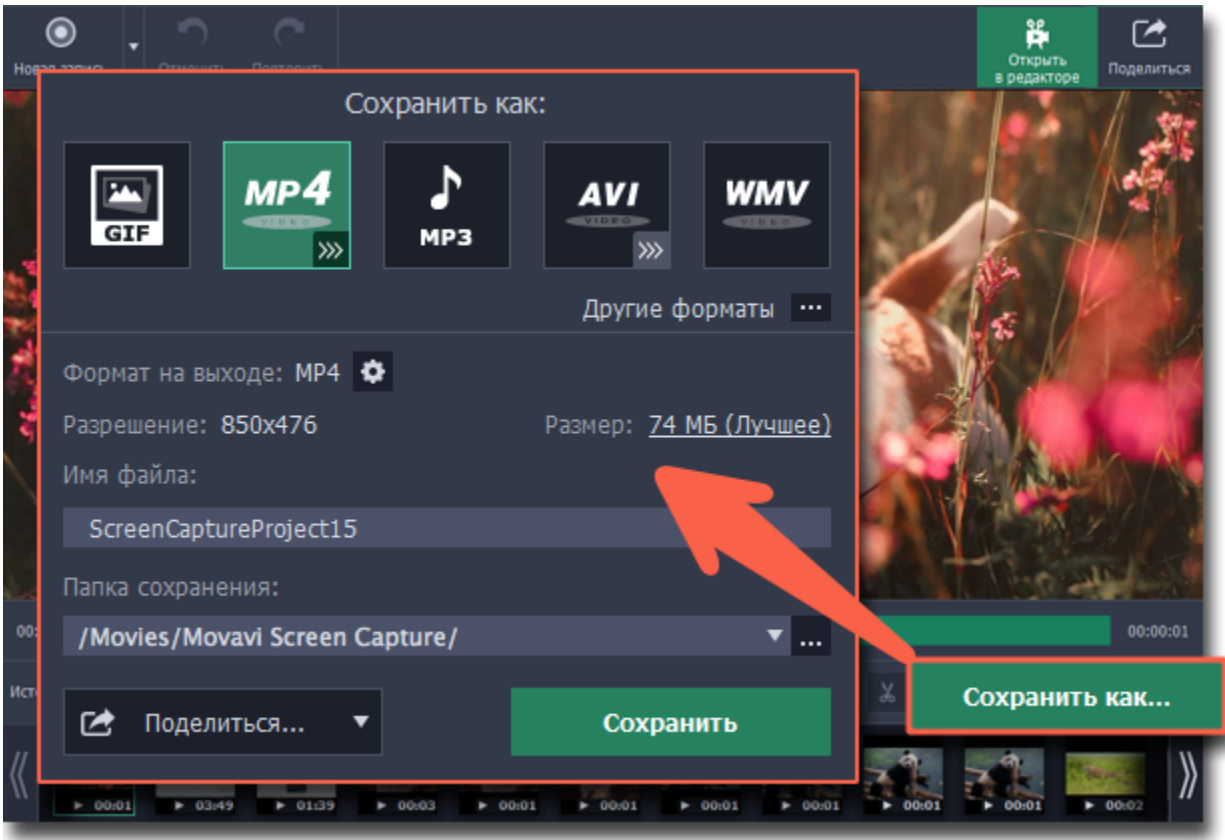 Открыть
в редакторе
Поделиться
Сохранить как:
GIF
MP4
VIDEO
MP3
AVI
VIDEO
WMV
VIDEO
Другие форматы ...
Формат на выходе: MP4
Разрешение: 850x476
Размер: 74 МБ (Лучшее)
Имя файла:
ScreenCaptureProject15
Папка сохранения:
/Movies/Movavi Screen Capture/ ...
00:00:01
Поделиться...
Сохранить
Сохранить как...
00:01
03:49
01:39
00:03
00:01
00:01
00:01
00:01
00:01
00:01
00:02